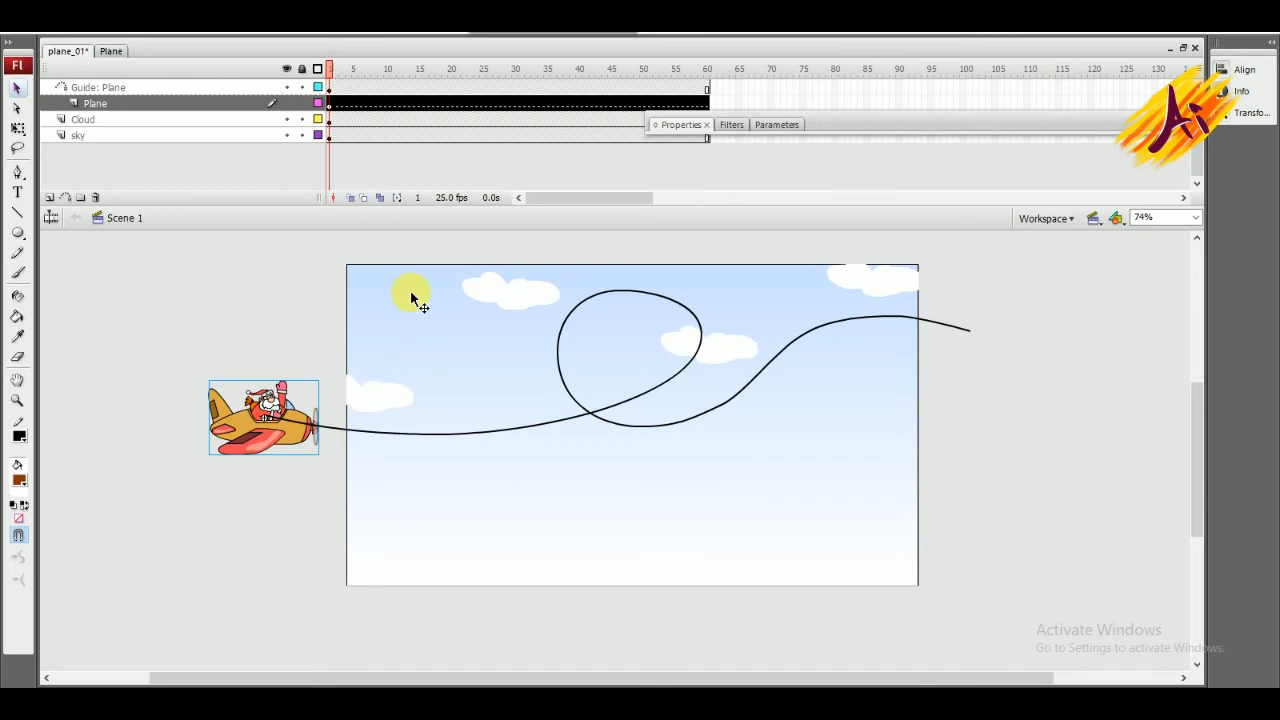 plane_01* Plane
Fl
5 10 15 20 25 30 35 40 45 50 55 60 65 70 75 80 85 90 95 100 105 110 115 120 125 130 13
Guide: Plane
Plane
Cloud
sky
Properties × Filters Parameters
Align
Info
Transfo...
Ai
1 25.0 fps 0.0s
Scene 1
Workspace
74%
T
Activate Windows
Go to Settings to activate Windows.